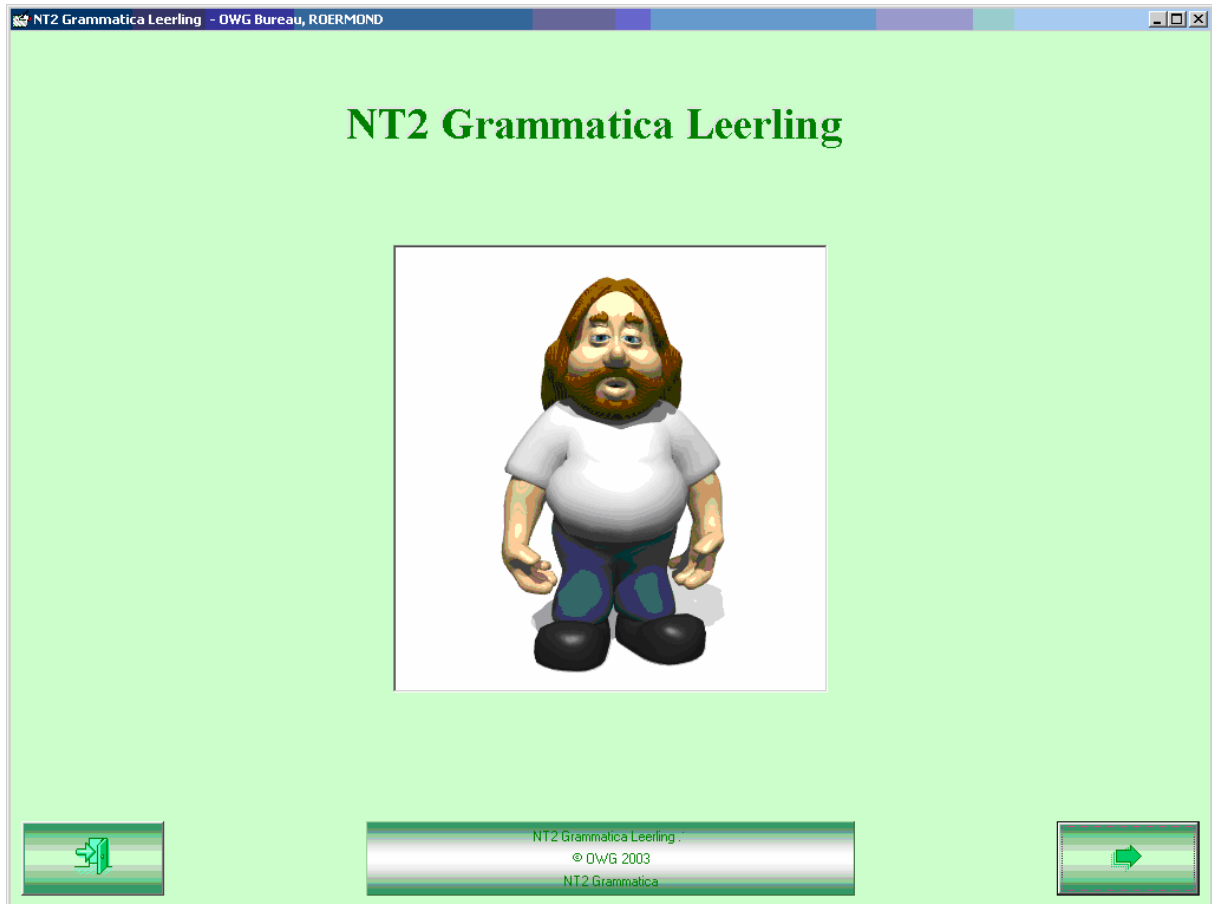 NT2 Grammatica Leerling - OWG Bureau, ROERMOND
NT2 Grammatica Leerling
NT2 Grammatica Leerling :
© OWG 2003
NT2 Grammatica